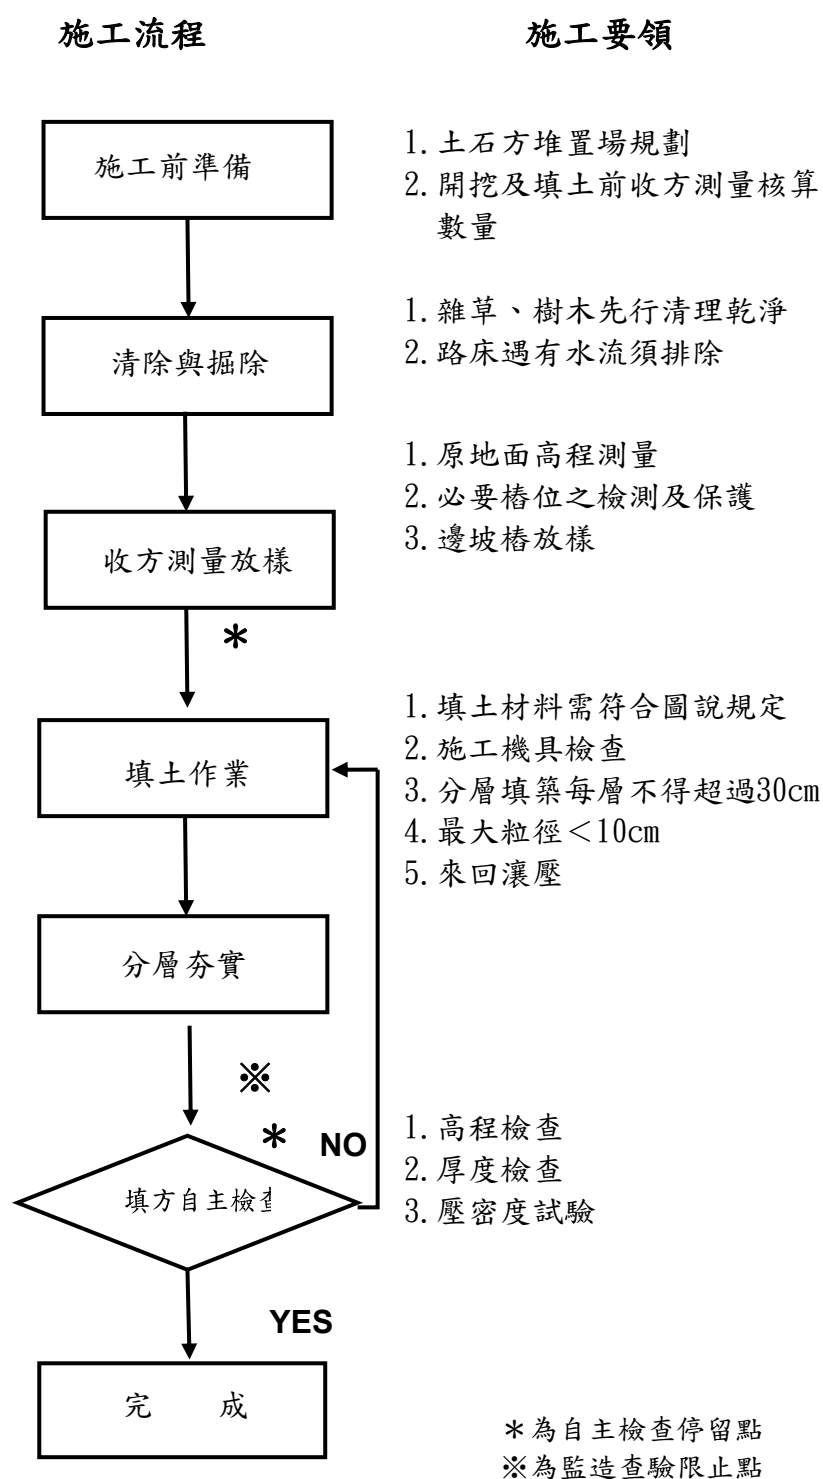 施工流程 施工要領
施工前準備
1.土石方堆置場規劃
2.開挖及填土前收方測量核算
數量
清除與掘除
1.雜草、樹木先行清理乾淨
2.路床遇有水流須排除
收方測量放樣
1.原地面高程測量
2.必要樁位之檢測及保護
3.邊坡樁放樣
＊
填土作業
1.填土材料需符合圖說規定
2.施工機具檢查
3.分層填築每層不得超過30cm
4.最大粒徑＜10cm
5.來回滾壓
分層夯實
※
＊ NO
填方自主檢查
1.高程檢查
2.厚度檢查
3.壓密度試驗
YES
完 成
＊為自主檢查停留點
※為監造查驗限止點